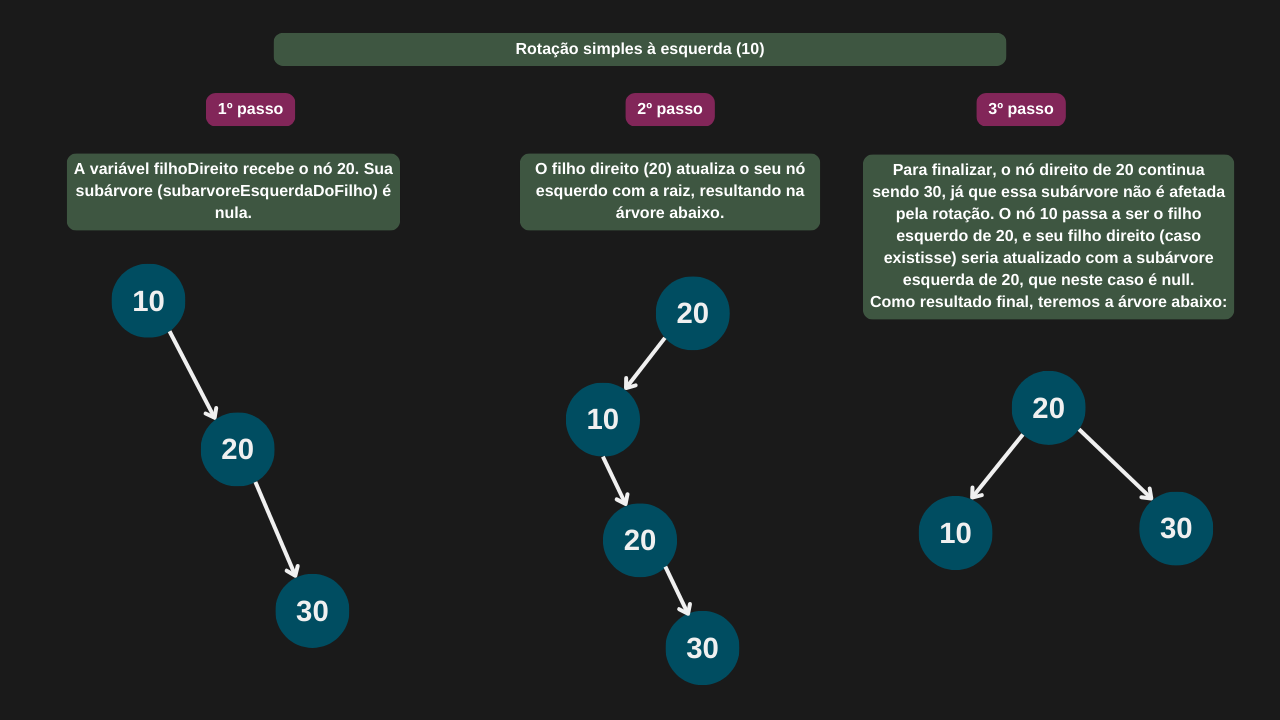 Rotação simples à esquerda (10)
1º passo
2º passo
3º passo
A variável filhoDireito recebe o nó 20. Sua
subárvore (subarvoreEsquerdaDoFilho) é
nula.
O filho direito (20) atualiza o seu nó
esquerdo com a raiz, resultando na
árvore abaixo.
Para finalizar, o nó direito de 20 continua
sendo 30, já que essa subárvore não é afetada
pela rotação. O nó 10 passa a ser o filho
esquerdo de 20, e seu filho direito (caso
existisse) seria atualizado com a subárvore
esquerda de 20, que neste caso é null.
Como resultado final, teremos a árvore abaixo:
10
20
30
20
10
20
30
20
10
30